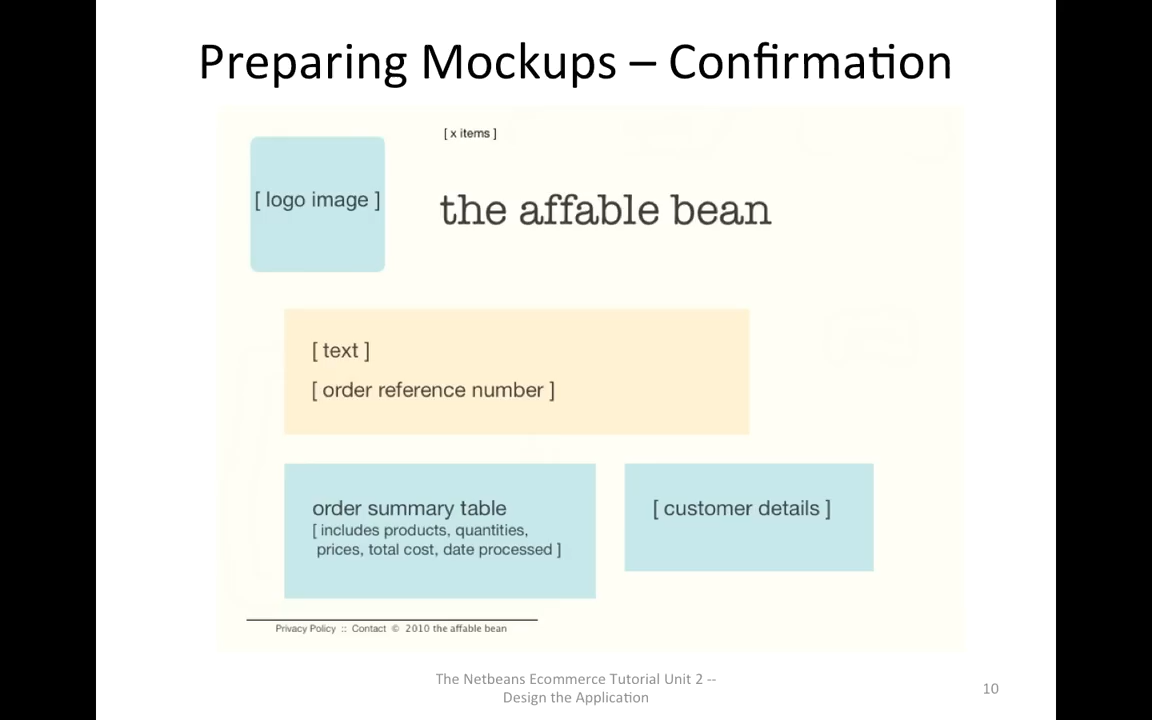 Preparing Mockups – Confirmation
[ x items ]
[ logo image ]
the affable bean
[ text ]
[ order reference number ]
order summary table
[ includes products, quantities,
prices, total cost, date processed ]
[ customer details ]
Privacy Policy :: Contact © 2010 the affable bean
The Netbeans Ecommerce Tutorial Unit 2 --
Design the Application
10